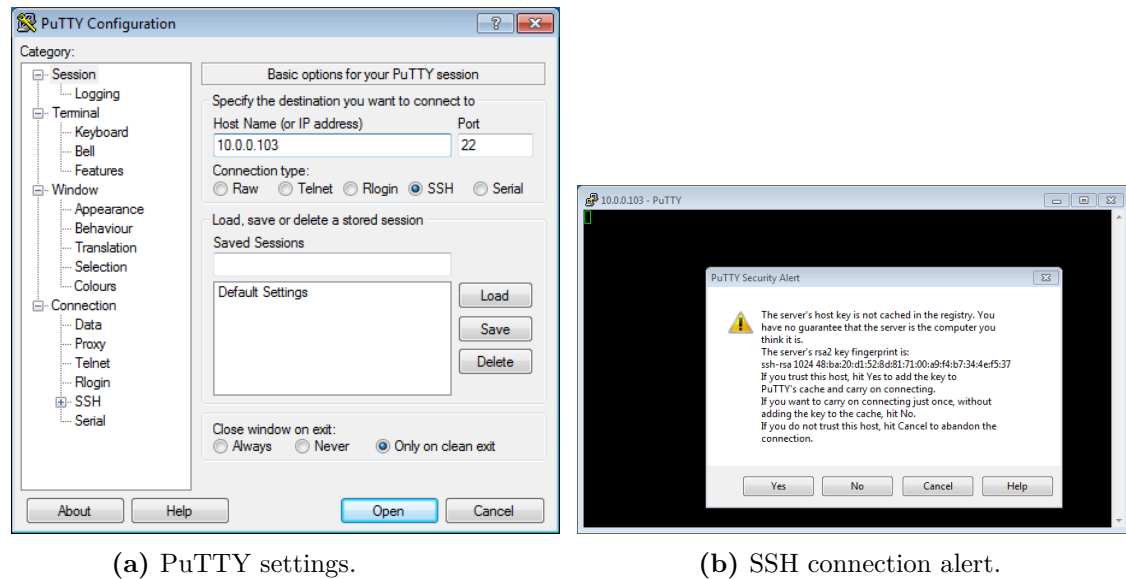 PuTTY Configuration
Category:
Session
Logging
Terminal
Keyboard
Bell
Features
Window
Appearance
Behaviour
Translation
Selection
Colours
Connection
Data
Proxy
Telnet
Rlogin
SSH
Serial
Basic options for your PuTTY session
Specify the destination you want to connect to
Host Name (or IP address) Port
10.0.0.103 22
Connection type:
Raw Telnet Rlogin SSH Serial
Load, save or delete a stored session
Saved Sessions
Default Settings
Load
Save
Delete
Close window on exit:
Always Never Only on clean exit
About Help Open Cancel
10.0.0.103 - PuTTY
PuTTY Security Alert
The server's host key is not cached in the registry. You
have no guarantee that the server is the computer you
think it is.
The server's rsa2 key fingerprint is:
ssh-rsa 1024 48:ba:20:d1:52:8d:81:71:00:a9:f4:b7:34:4e:f5:37
If you trust this host, hit Yes to add the key to
PuTTY's cache and carry on connecting.
If you want to carry on connecting just once, without
adding the key to the cache, hit No.
If you do not trust this host, hit Cancel to abandon the
connection.
Yes No Cancel Help
(a) PuTTY settings.
(b) SSH connection alert.